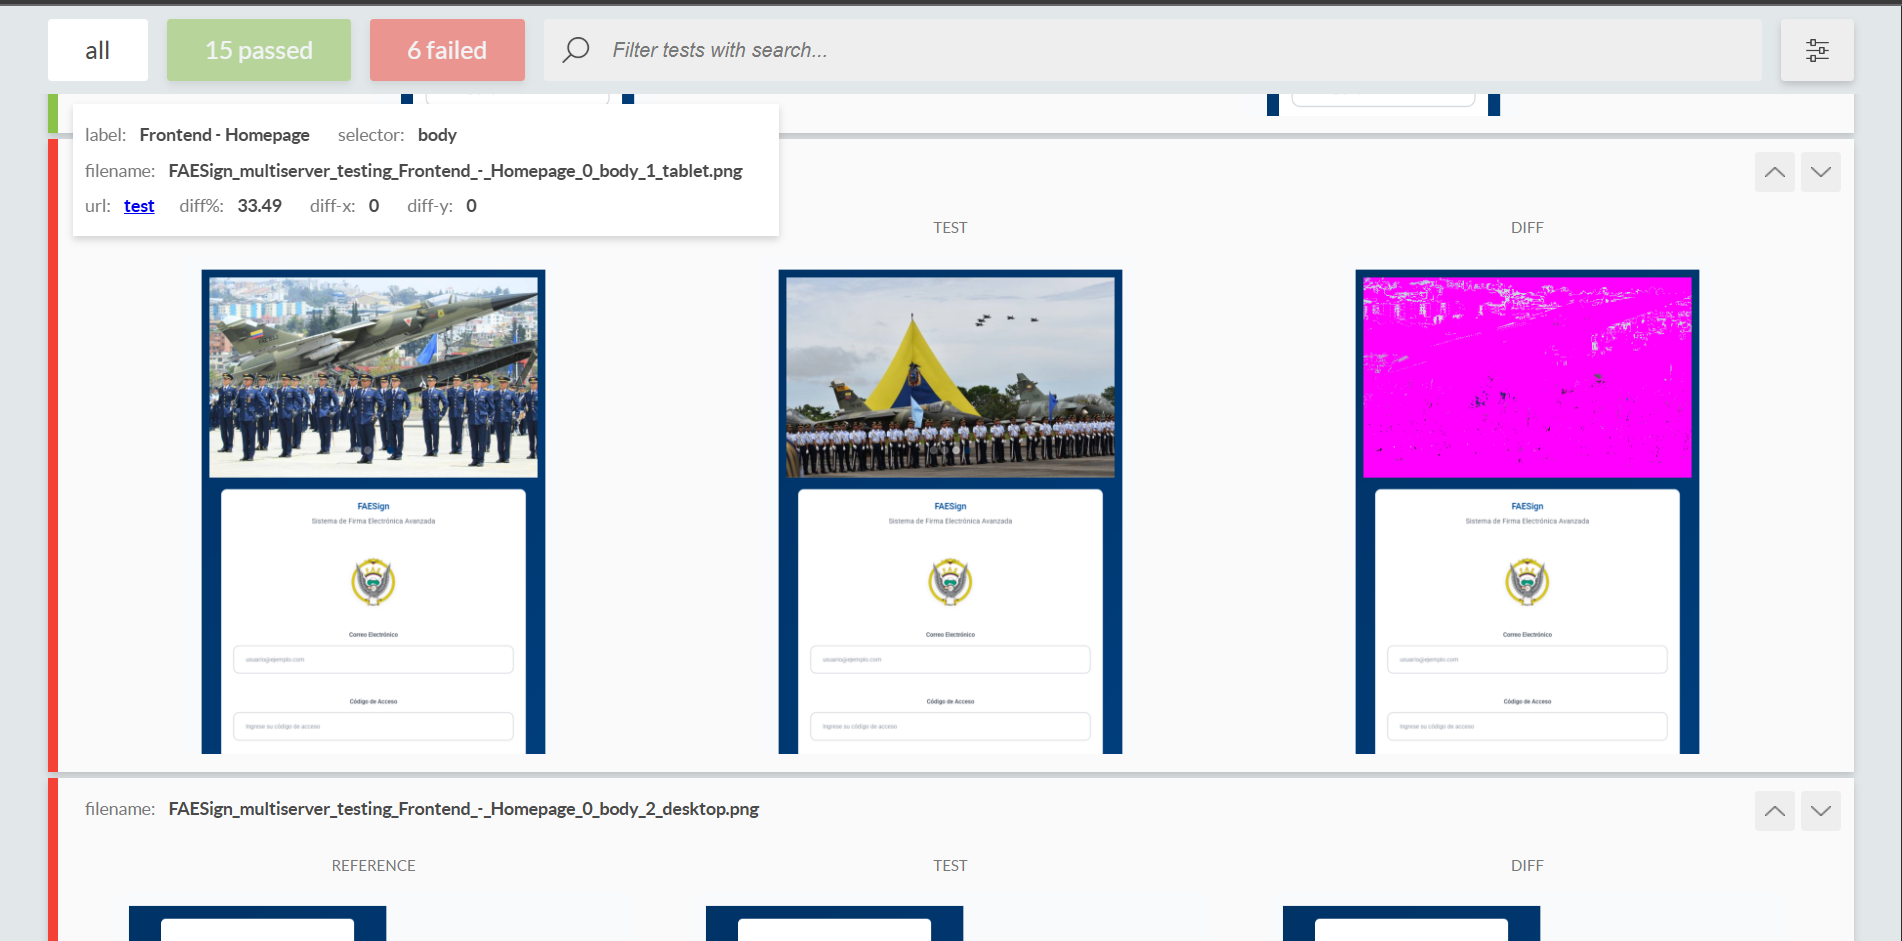 all
15 passed
6 failed
Filter tests with search...
label: Frontend - Homepage selector: body
filename: FAESign_multiserver_testing_Frontend_-_Homepage_0_body_1_tablet.png
url: test diff%: 33.49 diff-x: 0 diff-y: 0
TEST
DIFF
FAESign
Sistema de Firma Electrónica Avanzada
Correo Electrónico
usuario@ejemplo.com
Código de Acceso
Ingrese su código de acceso
FAESign
Sistema de Firma Electrónica Avanzada
Correo Electrónico
usuario@ejemplo.com
Código de Acceso
Ingrese su código de acceso
FAESign
Sistema de Firma Electrónica Avanzada
Correo Electrónico
usuario@ejemplo.com
Código de Acceso
Ingrese su código de acceso
filename: FAESign_multiserver_testing_Frontend_-_Homepage_0_body_2_desktop.png
REFERENCE
TEST
DIFF